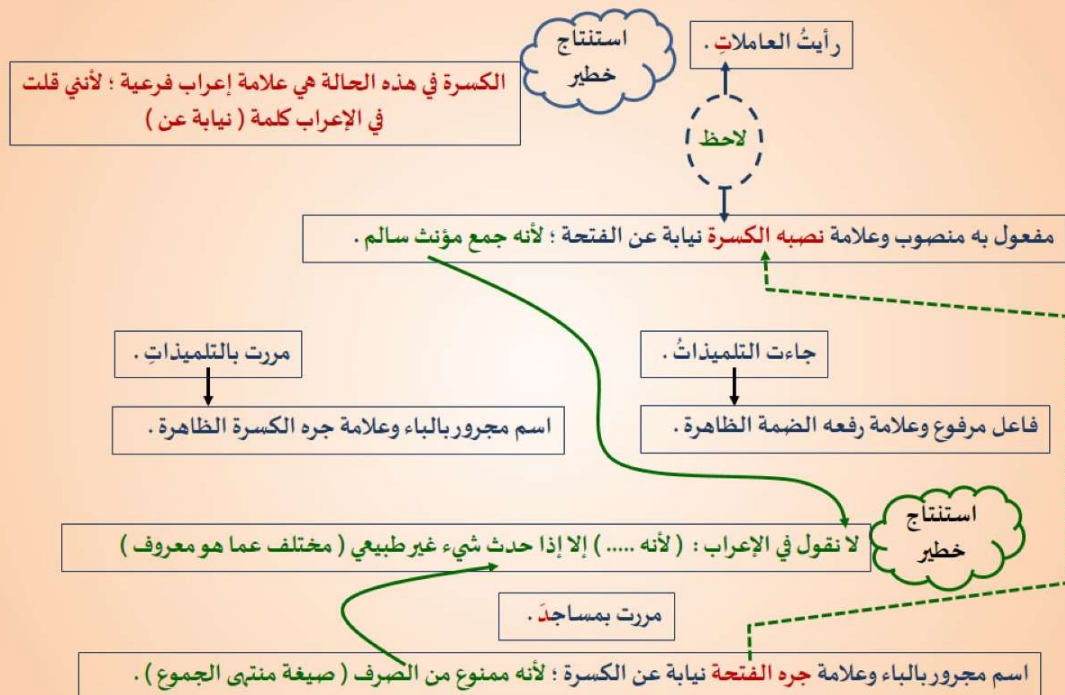 رأيتُ العاملاتِ .
استنتاج
خطير
الكسرة في هذه الحالة هي علامة إعراب فرعية ؛ لأنني قلت
في الإعراب كلمة ( نيابة عن )
لاحظ
مفعول به منصوب وعلامة نصبه الكسرة نيابة عن الفتحة ؛ لأنه جمع مؤنث سالم .
جاءت التلميذاتُ .
مررت بالتلميذاتِ .
فاعل مرفوع وعلامة رفعه الضمة الظاهرة .
اسم مجرور بالباء وعلامة جره الكسرة الظاهرة .
استنتاج
خطير
لا نقول في الإعراب : ( لأنه ..... ) إلا إذا حدث شيء غير طبيعي ( مختلف عما هو معروف )
مررت بمساجدَ .
اسم مجرور بالباء وعلامة جره الفتحة نيابة عن الكسرة ؛ لأنه ممنوع من الصرف ( صيغة منتهى الجموع ) .